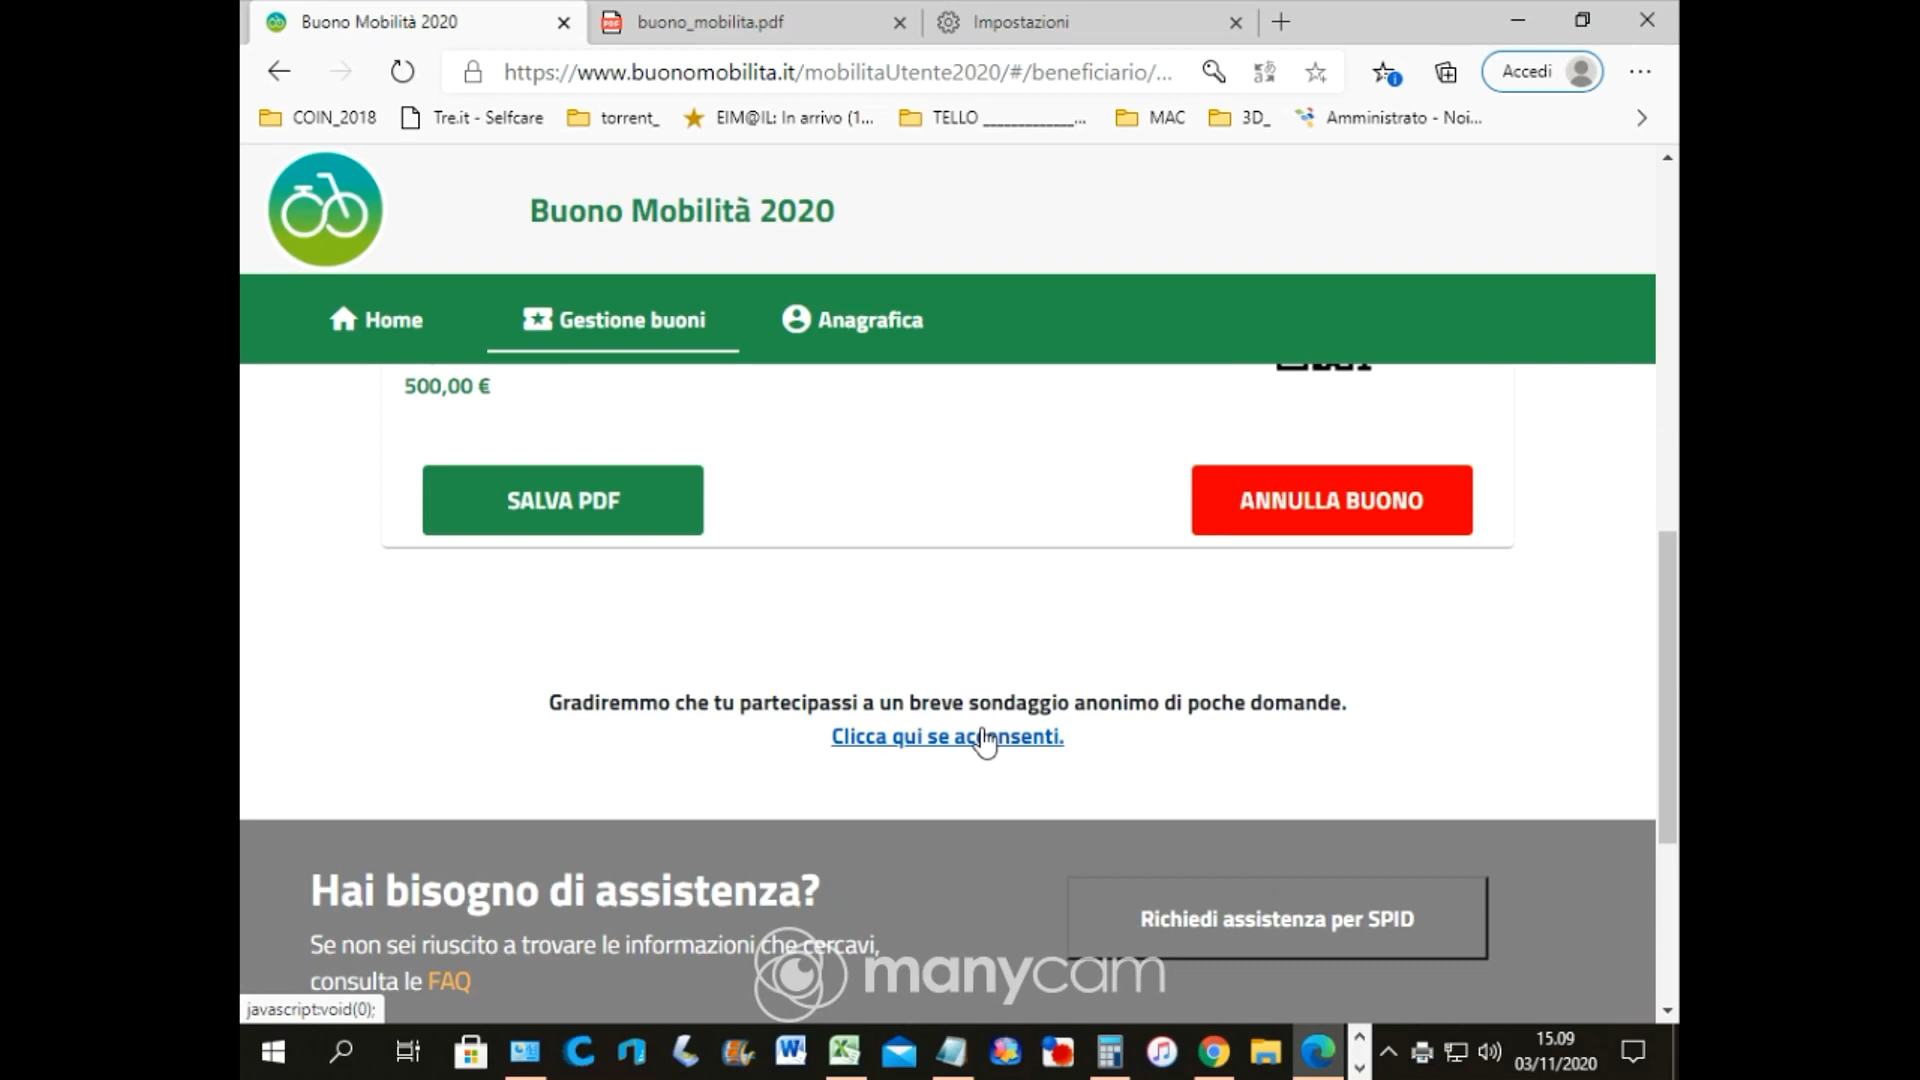 Buono Mobilità 2020
buono_mobilita.pdf
Impostazioni
https://www.buonomobilita.it/mobilitaUtente2020/#/beneficiario/...
Accedi
COIN_2018
Tre.it - Selfcare
torrent_
EIM@IL: In arrivo (1...
TELLO ____________...
MAC
3D_
Amministrato - Noi...
Buono Mobilità 2020
Home
Gestione buoni
Anagrafica
500,00 €
SALVA PDF
ANNULLA BUONO
Gradiremmo che tu partecipassi a un breve sondaggio anonimo di poche domande.
Clicca qui se acconsenti.
Hai bisogno di assistenza?
Richiedi assistenza per SPID
Se non sei riuscito a trovare le informazioni che cercavi,
consulta le FAQ
manycam
javascript:void(0);
15.09
03/11/2020